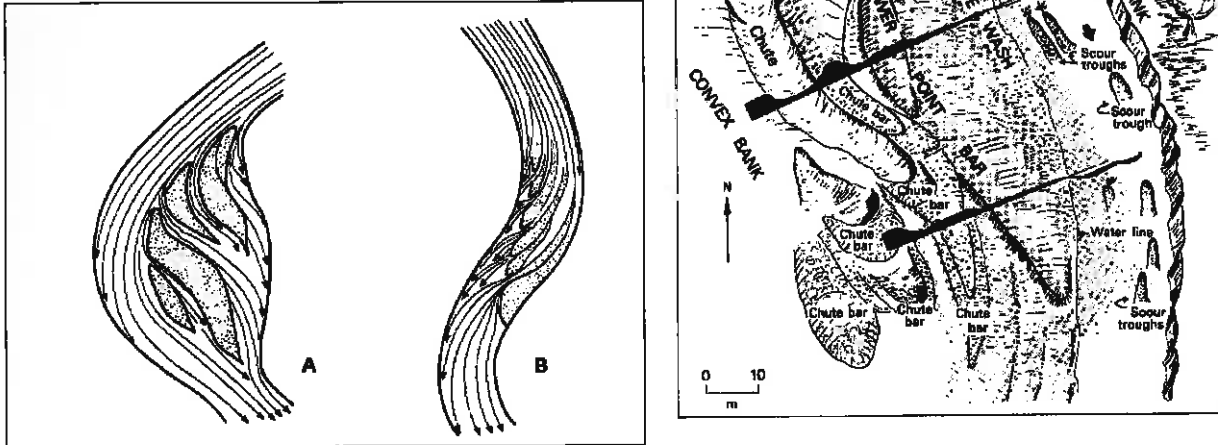 A
B
Chute
POINT
BAR
CONVEX
BANK
Chute bar
Scour
troughs
Scour
trough
N
Chute
bar
Chute
bar
Water line
Chute bar
Chute
bar
Chute
bar
Scour
troughs
0 10
m